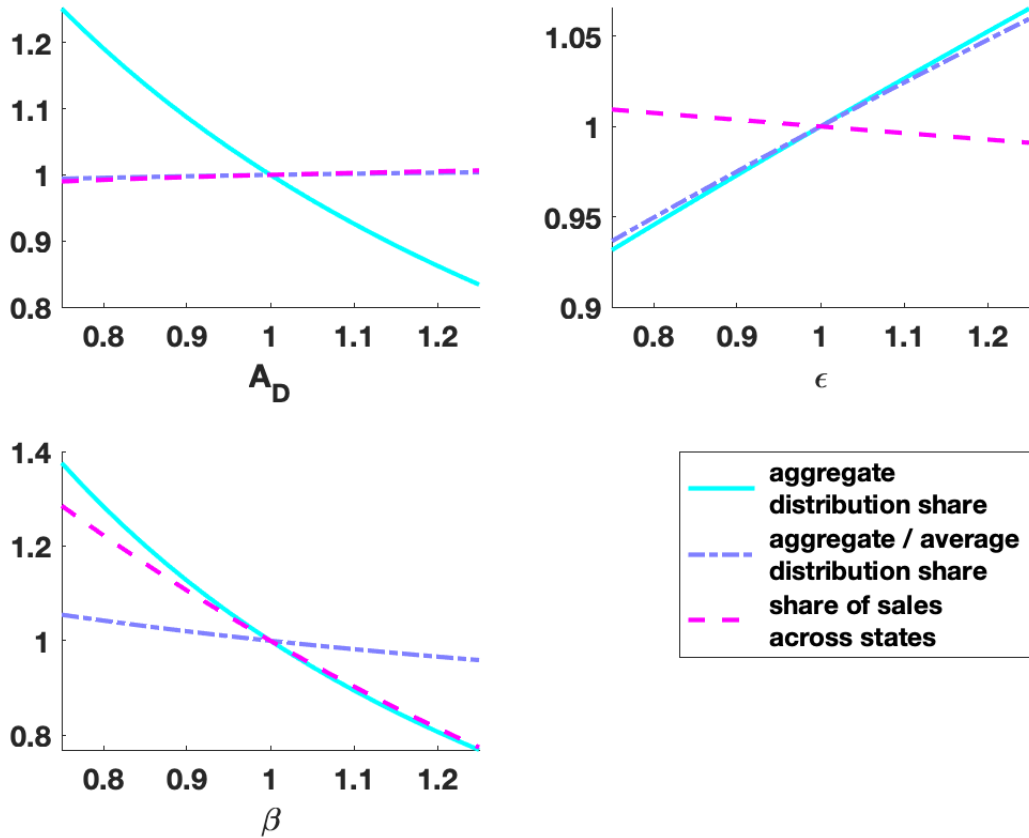 1.2
1.1
1
0.9
0.8
0.8 0.9 1 1.1 1.2
A_D
1.05
1
0.95
0.9
0.8 0.9 1 1.1 1.2
ϵ
1.4
1.2
1
0.8
0.8 0.9 1 1.1 1.2
β
aggregate
distribution share
aggregate / average
distribution share
share of sales
across states